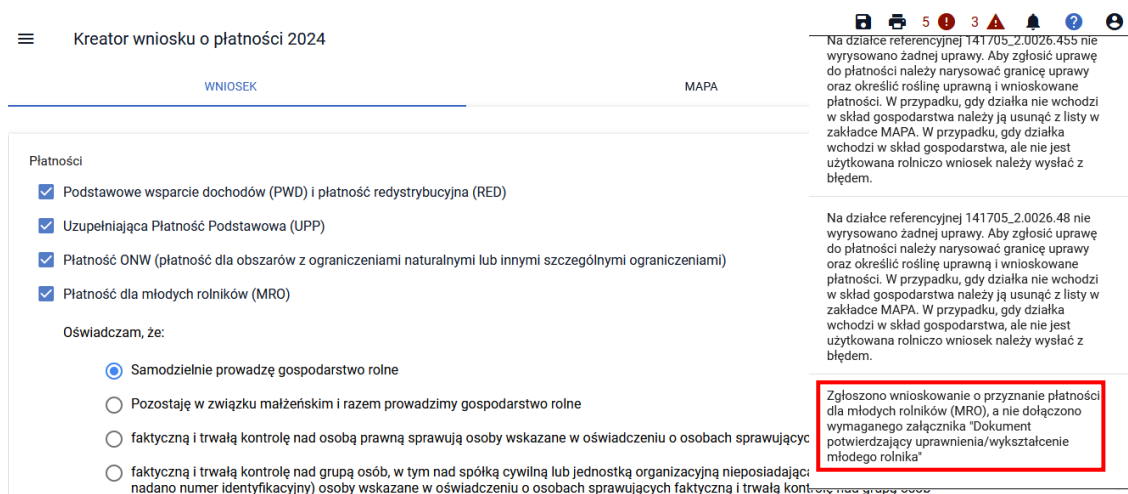 Kreator wniosku o płatności 2024
5
3
WNIOSEK
MAPA
Płatności
Podstawowe wsparcie dochodów (PWD) i płatność redystrybucyjna (RED)
Uzupełniająca Płatność Podstawowa (UPP)
Płatność ONW (płatność dla obszarów z ograniczeniami naturalnymi lub innymi szczególnymi ograniczeniami)
Płatność dla młodych rolników (MRO)
Oświadczam, że:
Samodzielnie prowadzę gospodarstwo rolne
Pozostaję w związku małżeńskim i razem prowadzimy gospodarstwo rolne
faktyczną i trwałą kontrolę nad osobą prawną sprawują osoby wskazane w oświadczeniu o osobach sprawujących
faktyczną i trwałą kontrolę nad grupą osób, w tym nad spółką cywilną lub jednostką organizacyjną nieposiadając
nadano numer identyfikacyjny) osoby wskazane w oświadczeniu o osobach sprawujących faktyczną i trwałą kontrolę nad grupą osób
Na działce referencyjnej 141705_2.0026.455 nie
wyrysowano żadnej uprawy. Aby zgłosić uprawę
do płatności należy narysować granicę uprawy
oraz określić roślinę uprawną i wnioskowane
płatności. W przypadku, gdy działka nie wchodzi
w skład gospodarstwa należy ją usunąć z listy w
zakładce MAPA. W przypadku, gdy działka
wchodzi w skład gospodarstwa, ale nie jest
użytkowana rolniczo wniosek należy wysłać z
błędem.
Na działce referencyjnej 141705_2.0026.48 nie
wyrysowano żadnej uprawy. Aby zgłosić uprawę
do płatności należy narysować granicę uprawy
oraz określić roślinę uprawną i wnioskowane
płatności. W przypadku, gdy działka nie wchodzi
w skład gospodarstwa należy ją usunąć z listy w
zakładce MAPA. W przypadku, gdy działka
wchodzi w skład gospodarstwa, ale nie jest
użytkowana rolniczo wniosek należy wysłać z
błędem.
Zgłoszono wnioskowanie o przyznanie płatności
dla młodych rolników (MRO), a nie dołączono
wymaganego załącznika "Dokument
potwierdzający uprawnienia/wykształcenie
młodego rolnika"